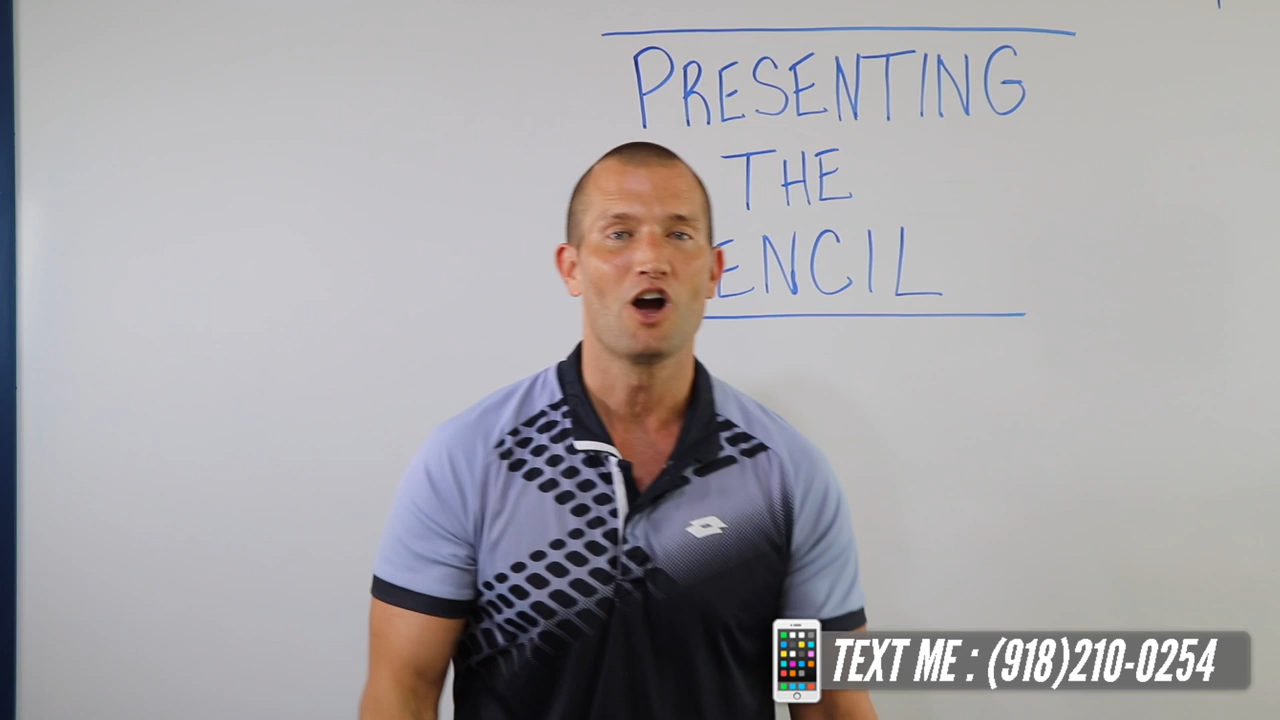 PRESENTING
THE
ENCIL
TEXT ME : (918)210-0254